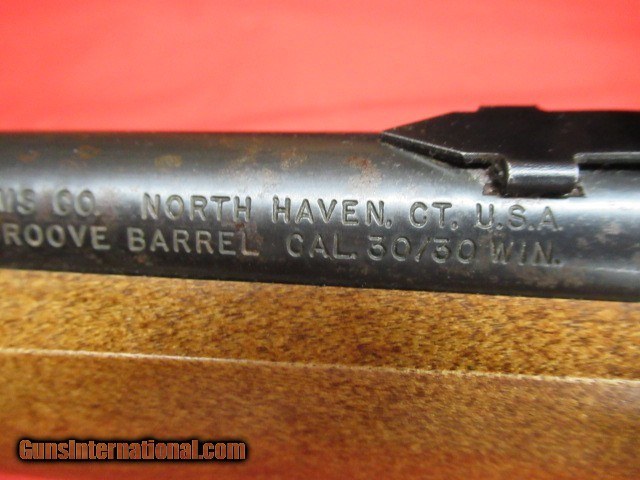 MS CO. NORTH HAVEN, CT. U.S.A.
ROOVE BARREL CAL. 30/30 WIN.
GunsInternational.com